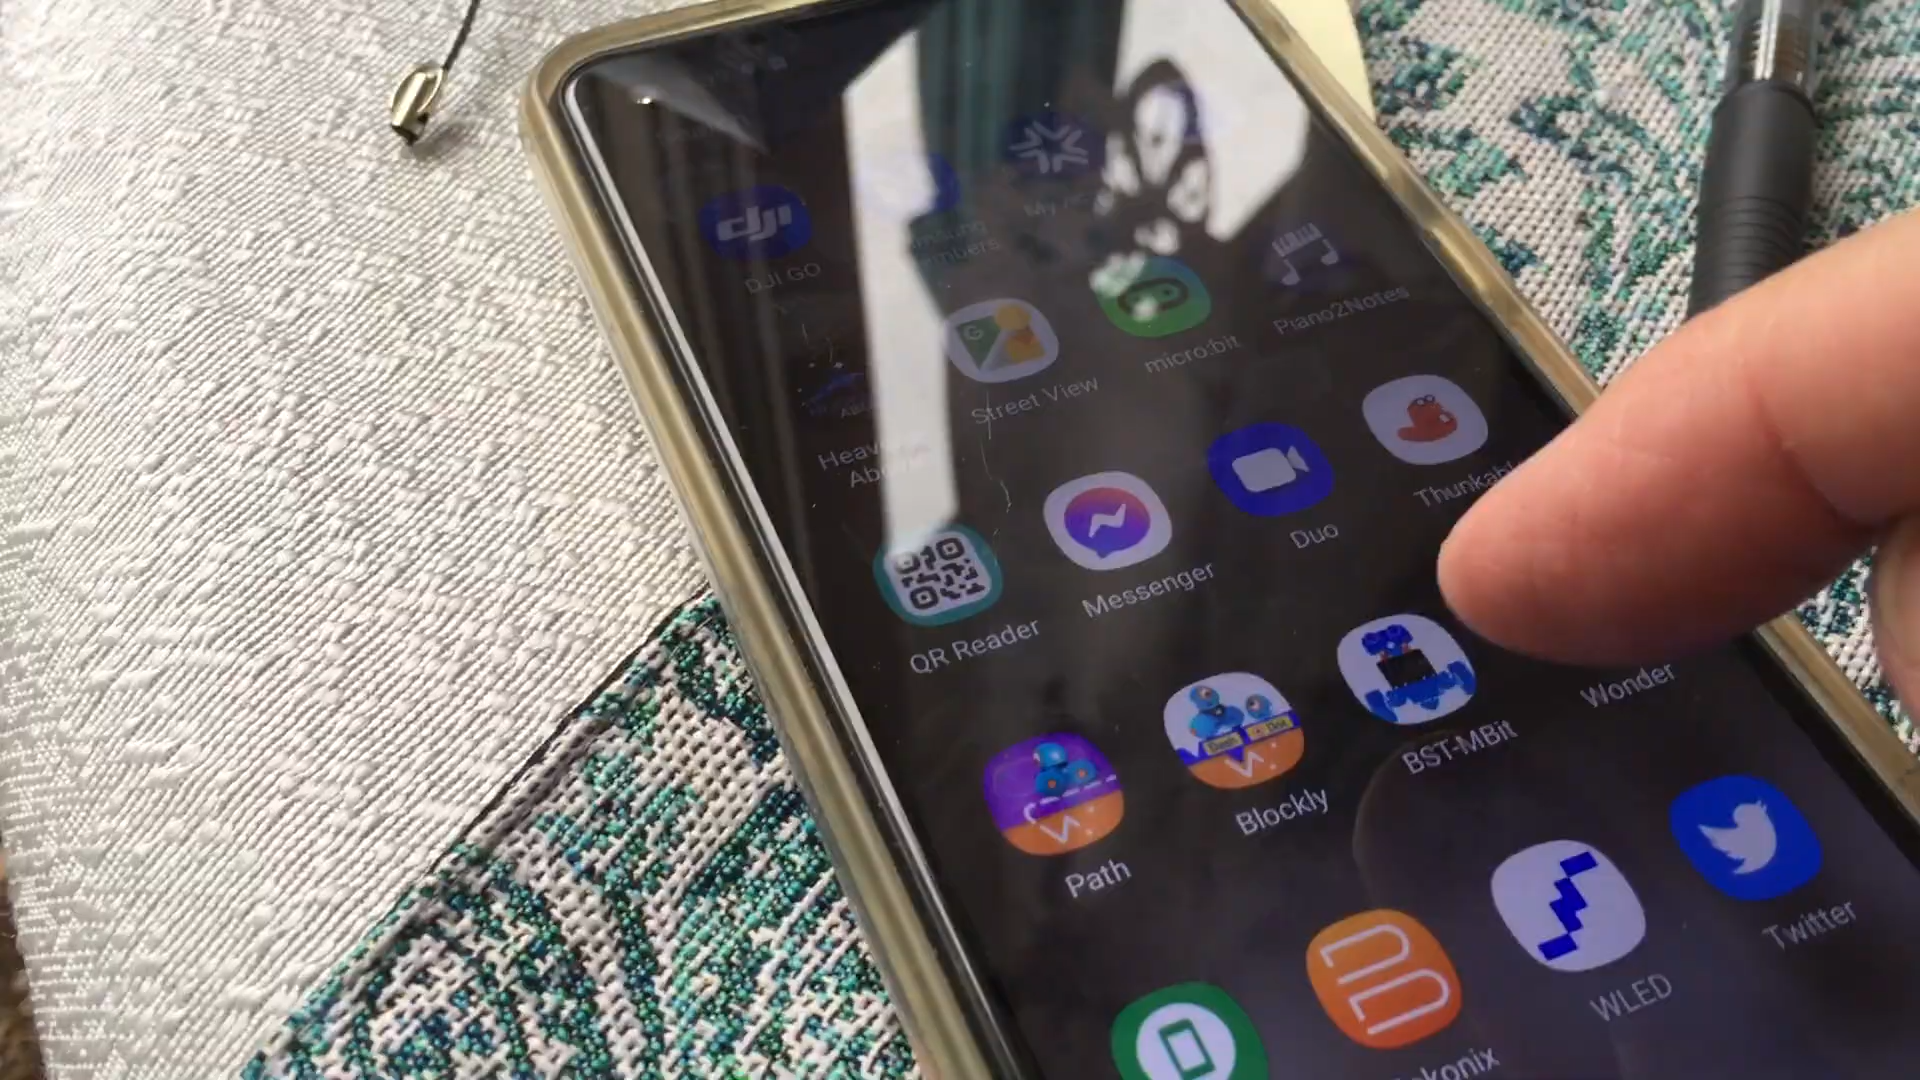 dji
DJI GO
Street View
micro:bit
Piano2Notes
QR Reader
Messenger
Duo
Path
Blockly
BST-MBit
Wonder
WLED
Twitter